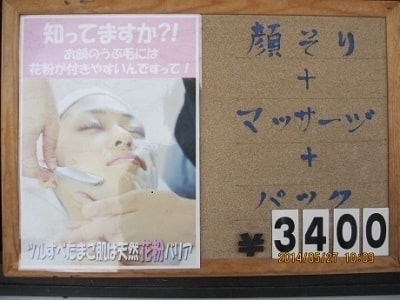 知ってますか?!
お顔のうぶ毛には
花粉が付きやすいんですって!
ツルすべたまご肌は天然花粉バリア
顔そり
+
マッサージ
+
パック
¥3400
2014/05/27 10:09